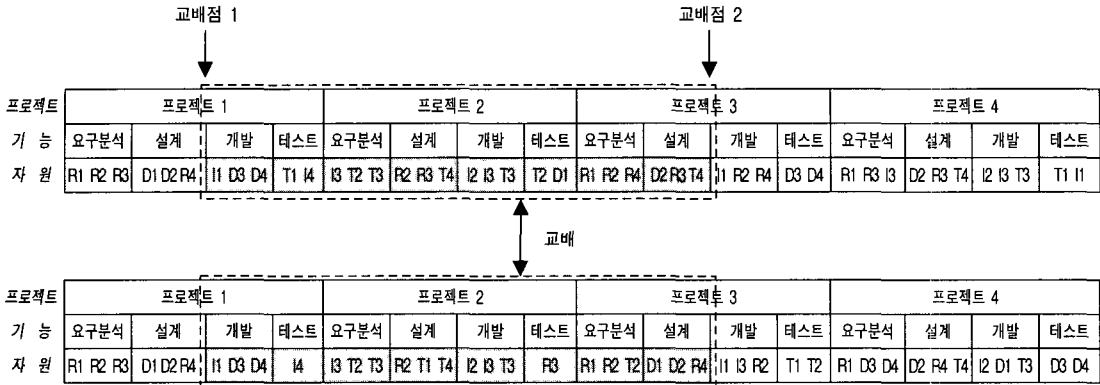 교배점 1 교배점 2
프로젝트 프로젝트 1 프로젝트 2 프로젝트 3 프로젝트 4
기 능 요구분석 설계 개발 테스트 요구분석 설계 개발 테스트 요구분석 설계 개발 테스트 요구분석 설계 개발 테스트
자 원 R1 R2 R3 D1 D2 R4 I1 D3 D4 T1 I4 I3 T2 T3 R2 R3 T4 I2 I3 T3 T2 D1 R1 R2 R4 D2 R3 T4 I1 R2 R4 D3 D4 R1 R3 I3 D2 R3 T4 I2 I3 T3 T1 I1
교배
프로젝트 프로젝트 1 프로젝트 2 프로젝트 3 프로젝트 4
기 능 요구분석 설계 개발 테스트 요구분석 설계 개발 테스트 요구분석 설계 개발 테스트 요구분석 설계 개발 테스트
자 원 R1 R2 R3 D1 D2 R4 I1 D3 D4 I4 I3 T2 T3 R2 T1 T4 I2 I3 T3 R3 R1 R2 T2 D1 D2 R4 I1 I3 R2 T1 T2 R1 D3 D4 D2 R4 T4 I2 D1 T3 D3 D4